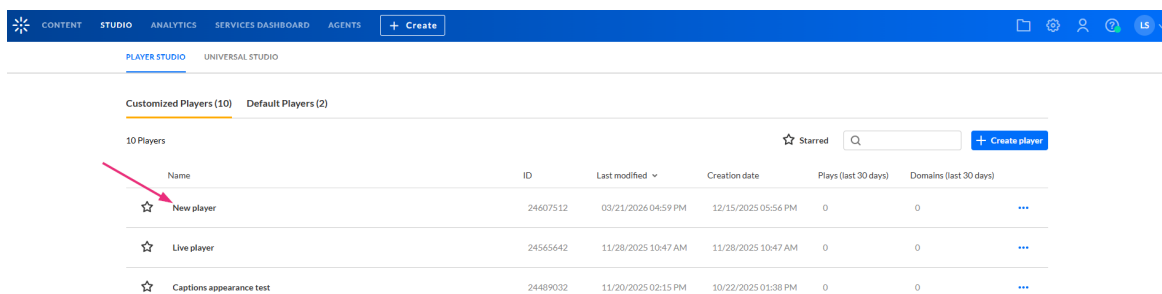 CONTENT STUDIO ANALYTICS SERVICES DASHBOARD AGENTS + Create LS
PLAYER STUDIO UNIVERSAL STUDIO
Customized Players (10) Default Players (2)
10 Players Starred + Create player
Name ID Last modified Creation date Plays (last 30 days) Domains (last 30 days)
New player 24607512 03/21/2026 04:59 PM 12/15/2025 05:56 PM 0 0
Live player 24565642 11/28/2025 10:47 AM 11/28/2025 10:47 AM 0 0
Captions appearance test 24489032 11/20/2025 02:15 PM 10/22/2025 01:38 PM 0 0